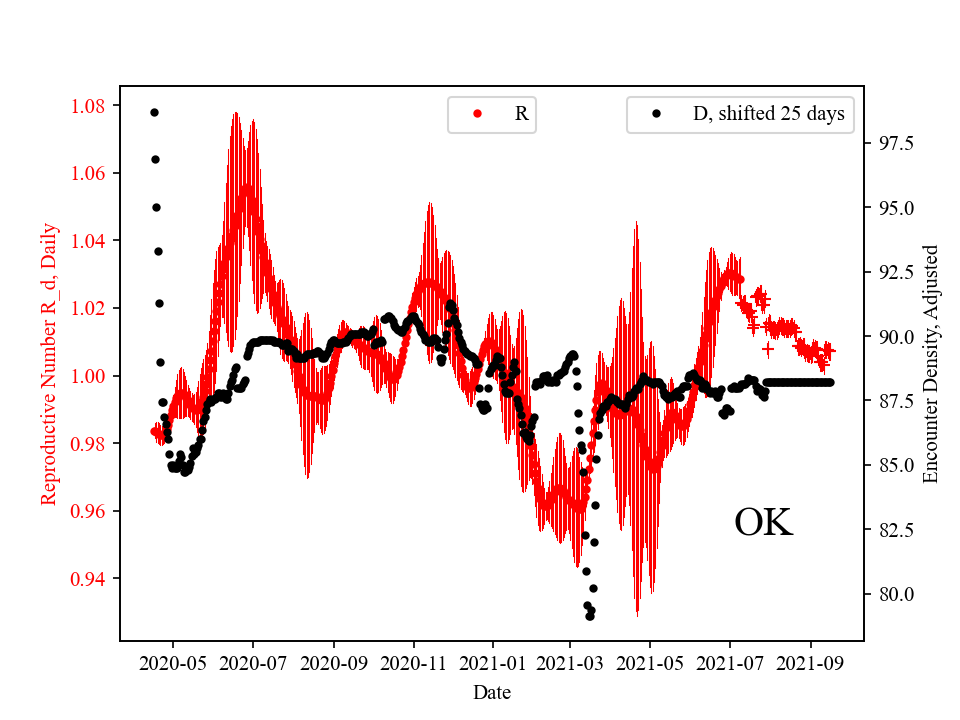 R
D, shifted 25 days
Reproductive Number R_d, Daily
1.08
1.06
1.04
1.02
1.00
0.98
0.96
0.94
97.5
95.0
92.5
90.0
87.5
85.0
82.5
80.0
Encounter Density, Adjusted
OK
2020-05 2020-07 2020-09 2020-11 2021-01 2021-03 2021-05 2021-07 2021-09
Date